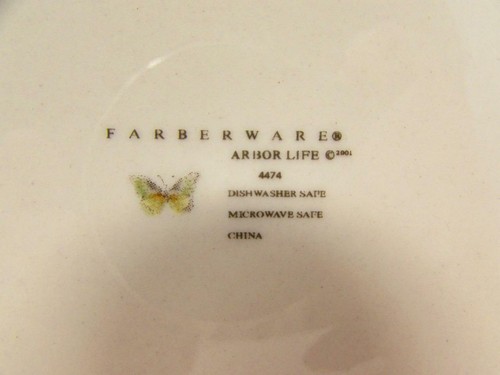 FARBERWARE®
ARBOR LIFE ©2001
4474
DISHWASHER SAFE
MICROWAVE SAFE
CHINA